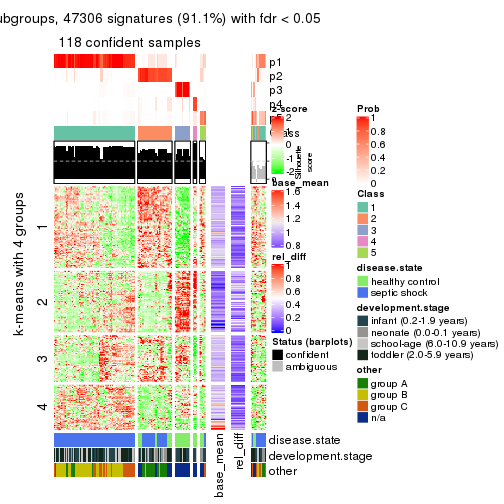 ubgroups, 47306 signatures (91.1%) with fdr < 0.05
118 confident samples
p1
p2
p3
p4
z-score
2
1
-1
-2
Silhouette
score
base_mean
1.6
1.4
1.2
1
0.8
rel_diff
1
0.8
0.6
0.4
0.2
0
Status (barplots)
confident
ambiguous
Prob
1
0.8
0.6
0.4
0.2
0
Class
1
2
3
4
5
disease.state
healthy control
septic shock
development.stage
infant (0.2-1.9 years)
neonate (0.0-0.1 years)
school-age (6.0-10.9 years)
toddler (2.0-5.9 years)
other
group A
group B
group C
n/a
k-means with 4 groups
1
2
3
4
disease.state
development.stage
other
base_mean
rel_diff